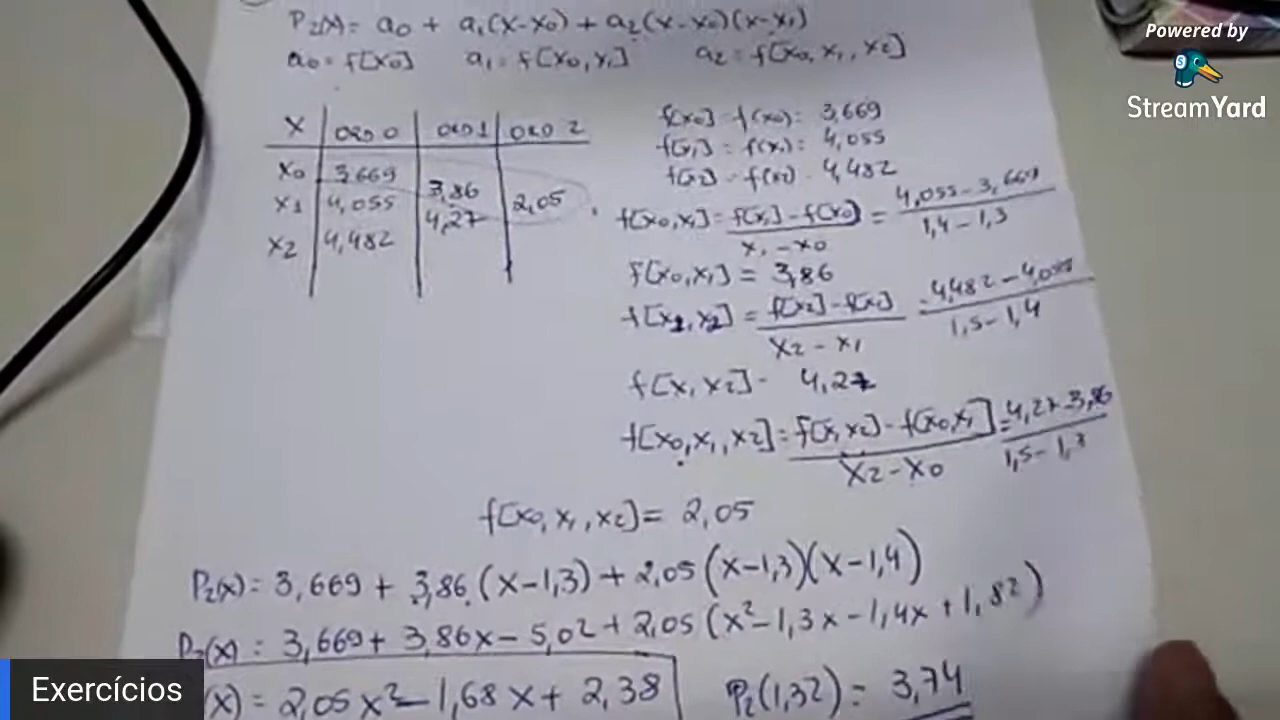 P2(x)= a0 + a1(x-x0) + a2(x-x0)(x-x1)
a0 = f[x0] a1 = f[x0,x1] a2 = f[x0,x1,x2]
Powered by
StreamYard
X ORD 0 ORD 1 ORD 2
x0 3,669
x1 4,055
x2 4,482
3,86
4,27
2,05
f[x0] = f(x0): 3,669
f[x1] = f(x1): 4,055
f[x2] = f(x2) 4,482
f[x0,x1] = f[x1] - f[x0] = 4,055-3,669
x1 - x0 1,4-1,3
f[x0,x1] = 3,86
f[x1,x2] = f[x2] - f[x1] = 4,482-4,055
x2 - x1 1,5-1,4
f[x1 x2] = 4,27
f[x0,x1,x2] = f[x1 x2] - f[x0,x1] = 4,27-3,86
x2 - x0 1,5-1,3
f[x0,x1,x2] = 2,05
P2(x) = 3,669 + 3,86(x-1,3) + 2,05(x-1,3)(x-1,4)
P2(x) = 3,669 + 3,86x - 5,02 + 2,05(x²-1,3x-1,4x+1,82)
(x) = 2,05x² - 1,68x + 2,38 P2(1,32) = 3,74
Exercícios